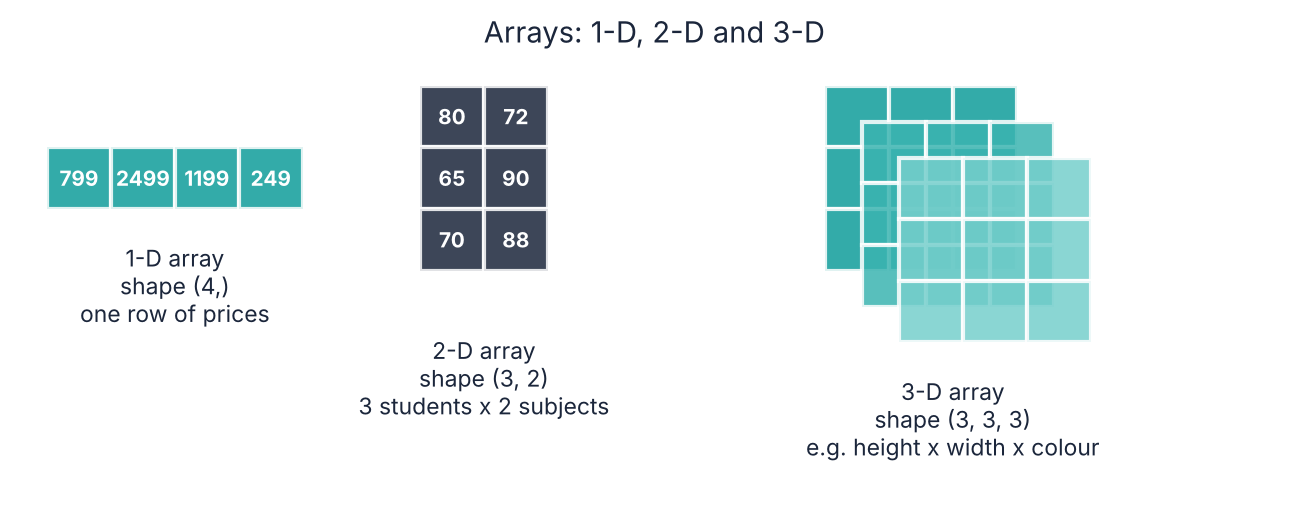 Arrays: 1-D, 2-D and 3-D
799 2499 1199 249
1-D array
shape (4,)
one row of prices
80 72
65 90
70 88
2-D array
shape (3, 2)
3 students x 2 subjects
3-D array
shape (3, 3, 3)
e.g. height x width x colour